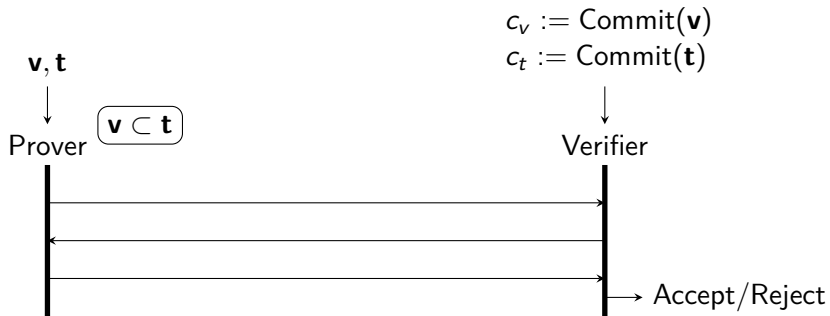 c_v := Commit(v)
c_t := Commit(t)
v, t
v ⊂ t
Prover
Verifier
Accept/Reject